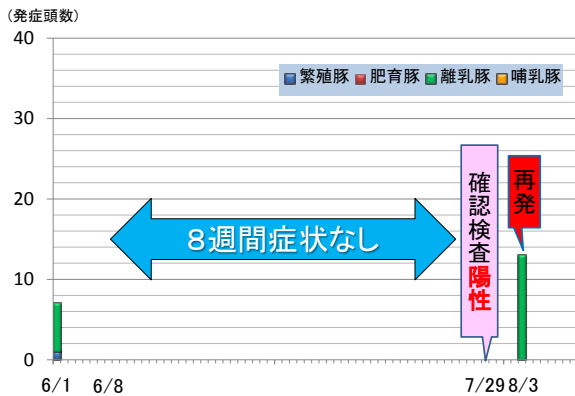 (発症頭数)
40
繁殖豚 肥育豚 離乳豚 哺乳豚
30
確認検査陽性
再発
20
8週間症状なし
10
0
6/1 6/8 7/29 8/3